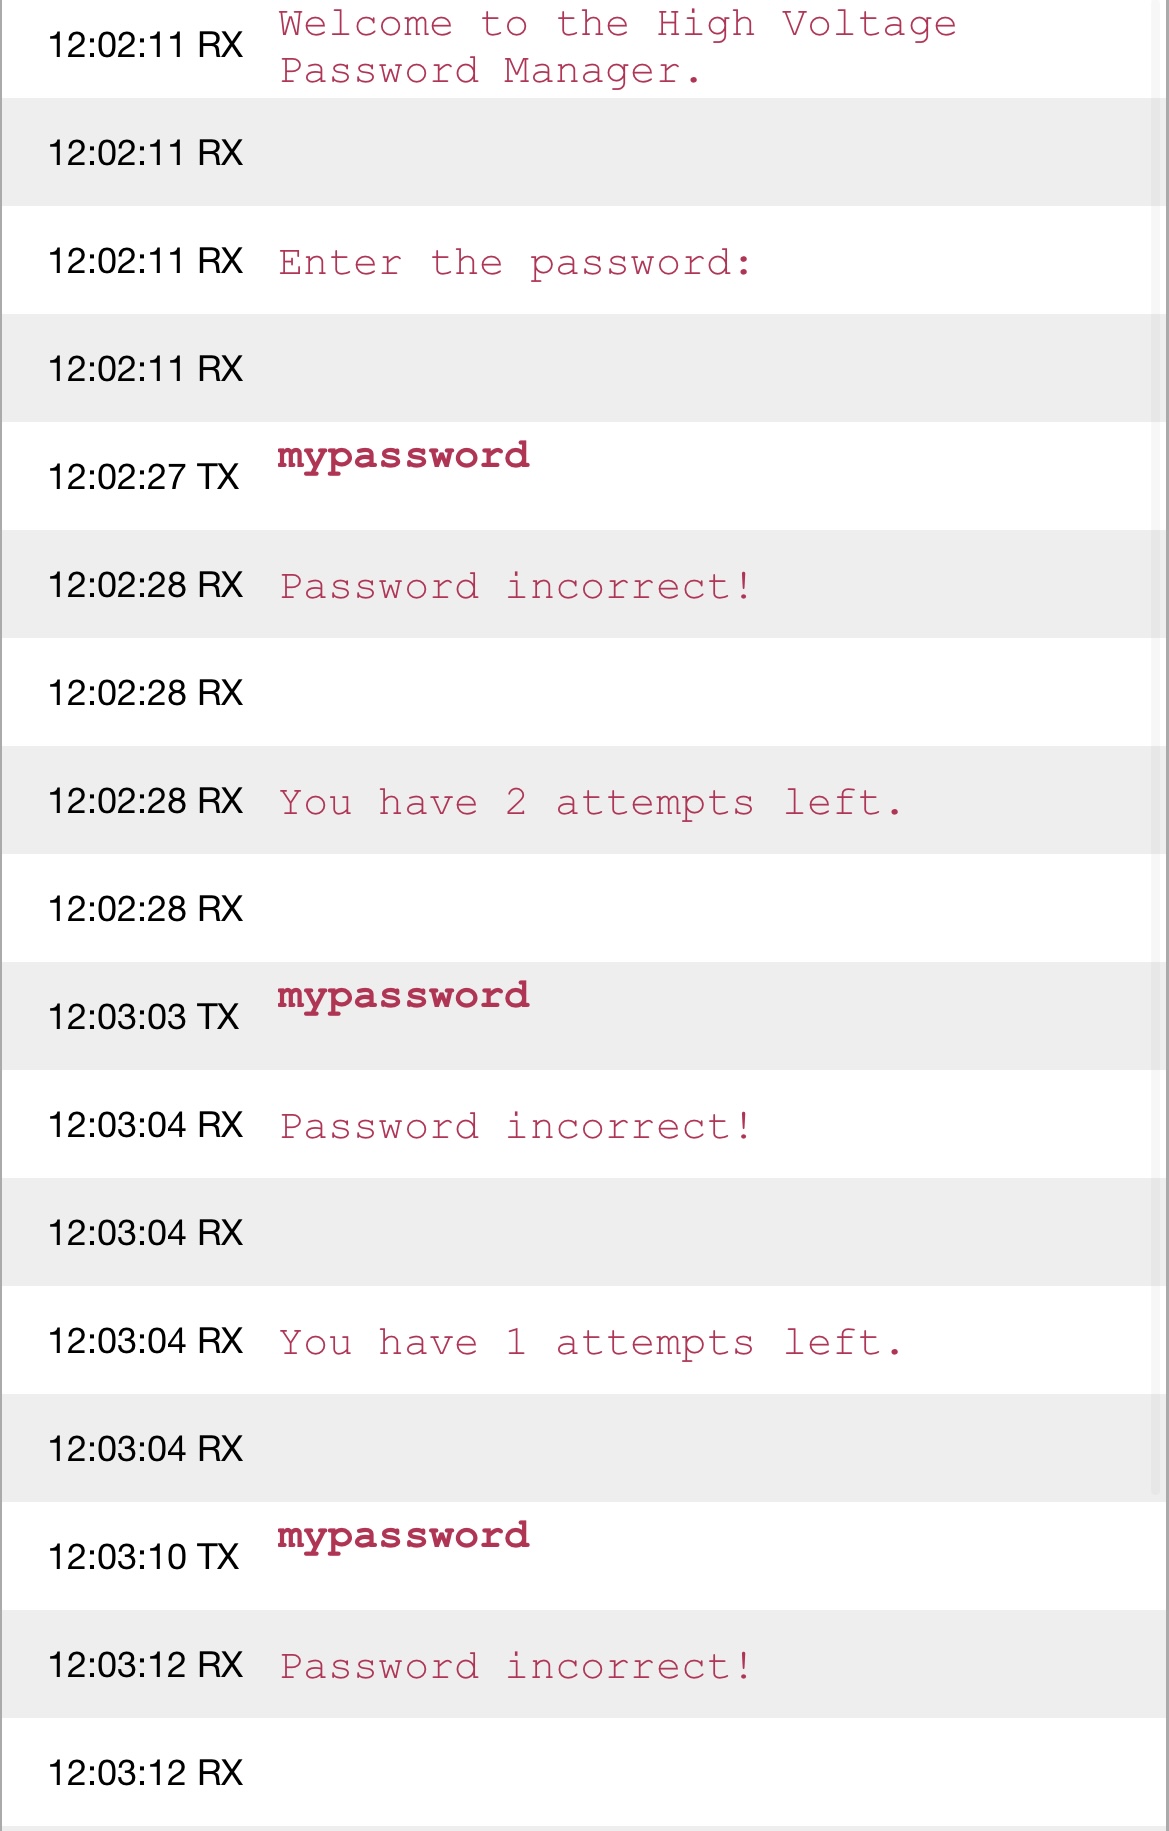 12:02:11 RX Welcome to the High Voltage
Password Manager.
12:02:11 RX
12:02:11 RX Enter the password:
12:02:11 RX
12:02:27 TX mypassword
12:02:28 RX Password incorrect!
12:02:28 RX
12:02:28 RX You have 2 attempts left.
12:02:28 RX
12:03:03 TX mypassword
12:03:04 RX Password incorrect!
12:03:04 RX
12:03:04 RX You have 1 attempts left.
12:03:04 RX
12:03:10 TX mypassword
12:03:12 RX Password incorrect!
12:03:12 RX